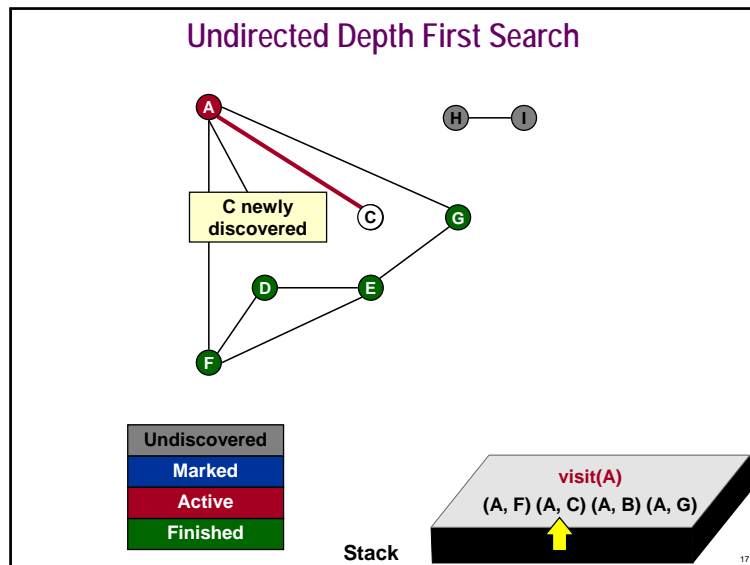 Undirected Depth First Search
A
H
I
C newly
discovered
C
G
D
E
F
Undiscovered
Marked
Active
Finished
visit(A)
(A, F) (A, C) (A, B) (A, G)
Stack
17